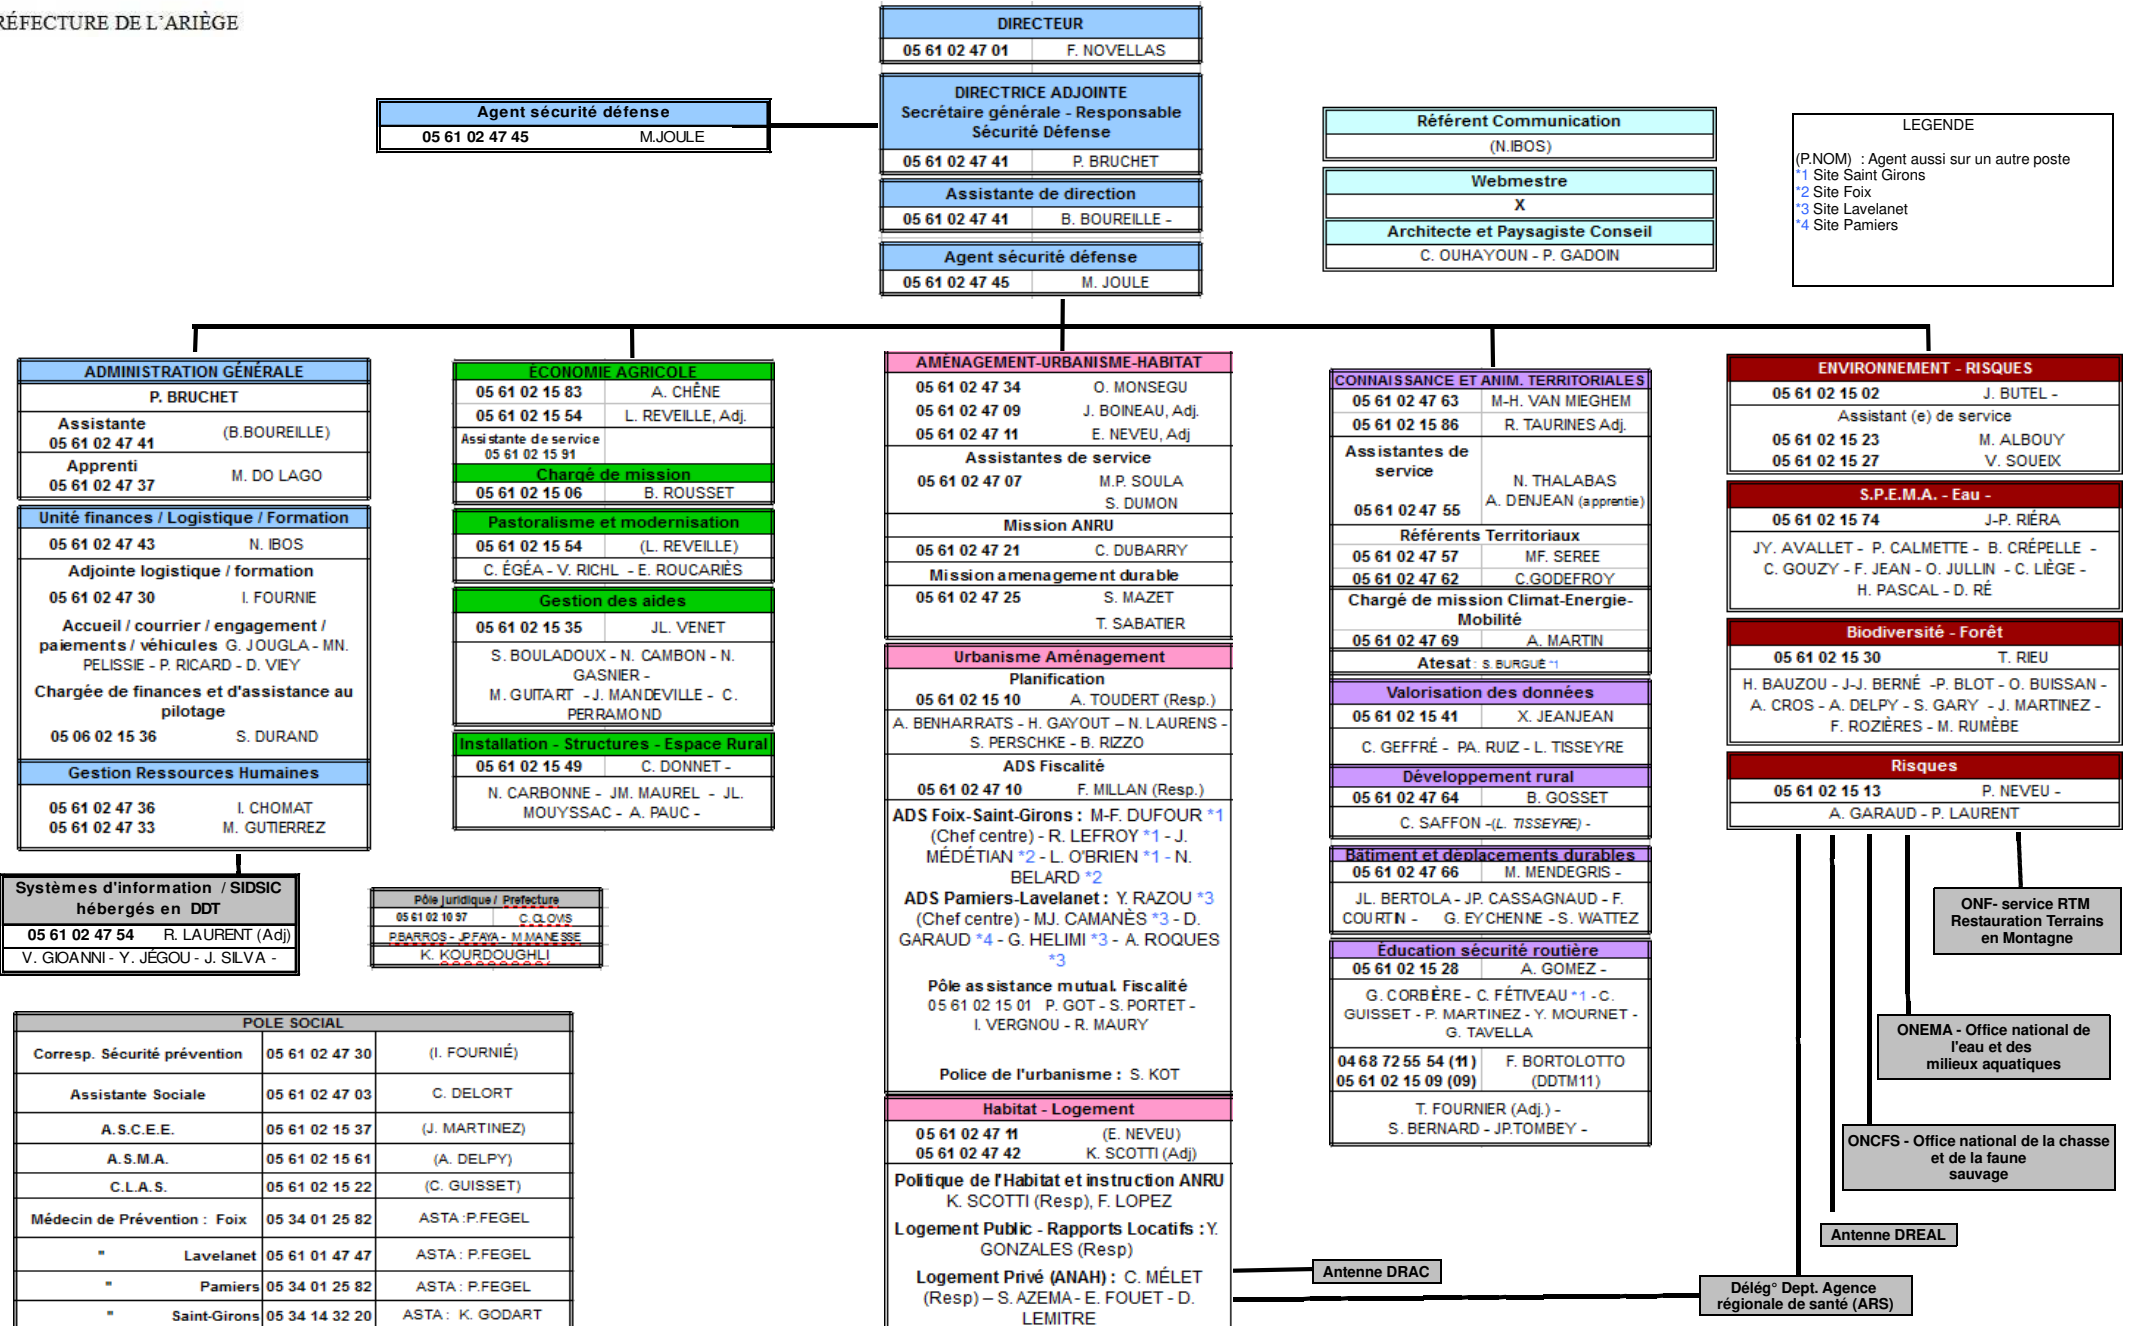 RÉFECTURE DE L'ARIÈGE
DIRECTEUR
05 61 02 47 01 F. NOVELLAS
DIRECTRICE ADJOINTE
Secrétaire générale - Responsable
Sécurité Défense
05 61 02 47 41 P. BRUCHET
Assistante de direction
05 61 02 47 41 B. BOUREILLE -
Agent sécurité défense
05 61 02 47 45 M. JOULE
Agent sécurité défense
05 61 02 47 45 M.JOULE
Référent Communication
(N.IBOS)
Webmestre
X
Architecte et Paysagiste Conseil
C. OUHAYOUN - P. GADOIN
LEGENDE
(P.NOM) : Agent aussi sur un autre poste
*1 Site Saint Girons
*2 Site Foix
*3 Site Lavelanet
*4 Site Pamiers
ADMINISTRATION GÉNÉRALE
P. BRUCHET
Assistante
05 61 02 47 41 (B.BOUREILLE)
Apprenti
05 61 02 47 37 M. DO LAGO
Unité finances / Logistique / Formation
05 61 02 47 43 N. IBOS
Adjointe logistique / formation
05 61 02 47 30 I. FOURNIE
Accueil / courrier / engagement /
paiements / véhicules G. JOUGLA - MN.
PELISSIE - P. RICARD - D. VIEY
Chargée de finances et d'assistance au
pilotage
05 06 02 15 36 S. DURAND
Gestion Ressources Humaines
05 61 02 47 36 I. CHOMAT
05 61 02 47 33 M. GUTIERREZ
Systèmes d'information / SIDSIC
hébergés en DDT
05 61 02 47 54 R. LAURENT (Adj)
V. GIOANNI - Y. JÉGOU - J. SILVA -
Pôle juridique / Prefecture
05 61 02 10 97 C. CLOVIS
P.BARROS - JP.FAYA - M.MANESSE
K. KOURDOUGHLI
POLE SOCIAL
Corresp. Sécurité prévention 05 61 02 47 30 (I. FOURNIÉ)
Assistante Sociale 05 61 02 47 03 C. DELORT
A.S.C.E.E. 05 61 02 15 37 (J. MARTINEZ)
A.S.M.A. 05 61 02 15 61 (A. DELPY)
C.L.A.S. 05 61 02 15 22 (C. GUISSET)
Médecin de Prévention : Foix 05 34 01 25 82 ASTA :P.FEGEL
" Lavelanet 05 61 01 47 47 ASTA : P.FEGEL
" Pamiers 05 34 01 25 82 ASTA : P.FEGEL
" Saint-Girons 05 34 14 32 20 ASTA : K. GODART
ÉCONOMIE AGRICOLE
05 61 02 15 83 A. CHÊNE
05 61 02 15 54 L. REVEILLE, Adj.
Assistante de service
05 61 02 15 91
Chargé de mission
05 61 02 15 06 B. ROUSSET
Pastoralisme et modernisation
05 61 02 15 54 (L. REVEILLE)
C. ÉGÉA - V. RICHL - E. ROUCARIÈS
Gestion des aides
05 61 02 15 35 JL. VENET
S. BOULADOUX - N. CAMBON - N.
GASNIER -
M. GUITART - J. MANDEVILLE - C.
PERRAMOND
Installation - Structures - Espace Rural
05 61 02 15 49 C. DONNET -
N. CARBONNE - JM. MAUREL - JL.
MOUYSSAC - A. PAUC -
AMÉNAGEMENT-URBANISME-HABITAT
05 61 02 47 34 O. MONSEGU
05 61 02 47 09 J. BOINEAU, Adj.
05 61 02 47 11 E. NEVEU, Adj
Assistantes de service
05 61 02 47 07 M.P. SOULA
S. DUMON
Mission ANRU
05 61 02 47 21 C. DUBARRY
Mission amenagement durable
05 61 02 47 25 S. MAZET
T. SABATIER
Urbanisme Aménagement
Planification
05 61 02 15 10 A. TOUDERT (Resp.)
A. BENHARRATS - H. GAYOUT – N. LAURENS -
S. PERSCHKE - B. RIZZO
ADS Fiscalité
05 61 02 47 10 F. MILLAN (Resp.)
ADS Foix-Saint-Girons : M-F. DUFOUR *1
(Chef centre) - R. LEFROY *1 - J.
MÉDÉTIAN *2 - L. O'BRIEN *1 - N.
BELARD *2
ADS Pamiers-Lavelanet : Y. RAZOU *3
(Chef centre) - MJ. CAMANÈS *3 - D.
GARAUD *4 - G. HELIMI *3 - A. ROQUES
*3
Pôle assistance mutual. Fiscalité
05 61 02 15 01 P. GOT - S. PORTET -
I. VERGNOU - R. MAURY
Police de l'urbanisme : S. KOT
Habitat - Logement
05 61 02 47 11 (E. NEVEU)
05 61 02 47 42 K. SCOTTI (Adj)
Politique de l'Habitat et instruction ANRU
K. SCOTTI (Resp), F. LOPEZ
Logement Public - Rapports Locatifs : Y.
GONZALES (Resp)
Logement Privé (ANAH) : C. MÉLET
(Resp) – S. AZEMA - E. FOUET - D.
LEMITRE
CONNAISSANCE ET ANIM. TERRITORIALES
05 61 02 47 63 M-H. VAN MIEGHEM
05 61 02 15 86 R. TAURINES Adj.
Assistantes de
service
N. THALABAS
05 61 02 47 55 A. DENJEAN (apprentie)
Référents Territoriaux
05 61 02 47 57 MF. SEREE
05 61 02 47 62 C.GODEFROY
Chargé de mission Climat-Energie-
Mobilité
05 61 02 47 69 A. MARTIN
Atesat : S. BURGUE *1
Valorisation des données
05 61 02 15 41 X. JEANJEAN
C. GEFFRÉ - PA. RUIZ - L. TISSEYRE
Développement rural
05 61 02 47 64 B. GOSSET
C. SAFFON -(L. TISSEYRE) -
Bâtiment et déplacements durables
05 61 02 47 66 M. MENDEGRIS -
JL. BERTOLA - JP. CASSAGNAUD - F.
COURTIN - G. EYCHENNE - S. WATTEZ
Éducation sécurité routière
05 61 02 15 28 A. GOMEZ -
G. CORBÈRE - C. FÉTIVEAU *1 - C.
GUISSET - P. MARTINEZ - Y. MOURNET -
G. TAVELLA
04 68 72 55 54 (11) F. BORTOLOTTO
05 61 02 15 09 (09) (DDTM11)
T. FOURNIER (Adj.) -
S. BERNARD - JP.TOMBEY -
ENVIRONNEMENT - RISQUES
05 61 02 15 02 J. BUTEL -
Assistant (e) de service
05 61 02 15 23 M. ALBOUY
05 61 02 15 27 V. SOUEIX
S.P.E.M.A. - Eau -
05 61 02 15 74 J-P. RIÉRA
JY. AVALLET - P. CALMETTE - B. CRÉPELLE -
C. GOUZY - F. JEAN - O. JULLIN - C. LIÈGE -
H. PASCAL - D. RÉ
Biodiversité - Forêt
05 61 02 15 30 T. RIEU
H. BAUZOU - J-J. BERNÉ -P. BLOT - O. BUISSAN -
A. CROS - A. DELPY - S. GARY - J. MARTINEZ -
F. ROZIÈRES - M. RUMÈBE
Risques
05 61 02 15 13 P. NEVEU -
A. GARAUD - P. LAURENT
ONF- service RTM
Restauration Terrains
en Montagne
ONEMA - Office national de
l'eau et des
milieux aquatiques
ONCFS - Office national de la chasse
et de la faune
sauvage
Antenne DREAL
Antenne DRAC
Délég° Dept. Agence
régionale de santé (ARS)